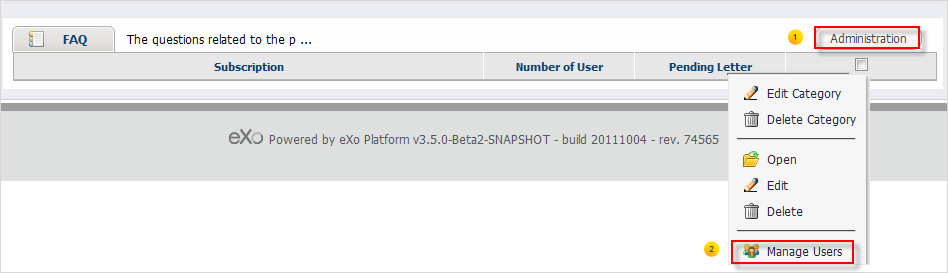 FAQ The questions related to the p ... 1 Administration
Subscription Number of User Pending Letter
Edit Category
Delete Category
eXo Powered by eXo Platform v3.5.0-Beta2-SNAPSHOT - build 20111004 - rev. 74565
Open
Edit
Delete
2 Manage Users